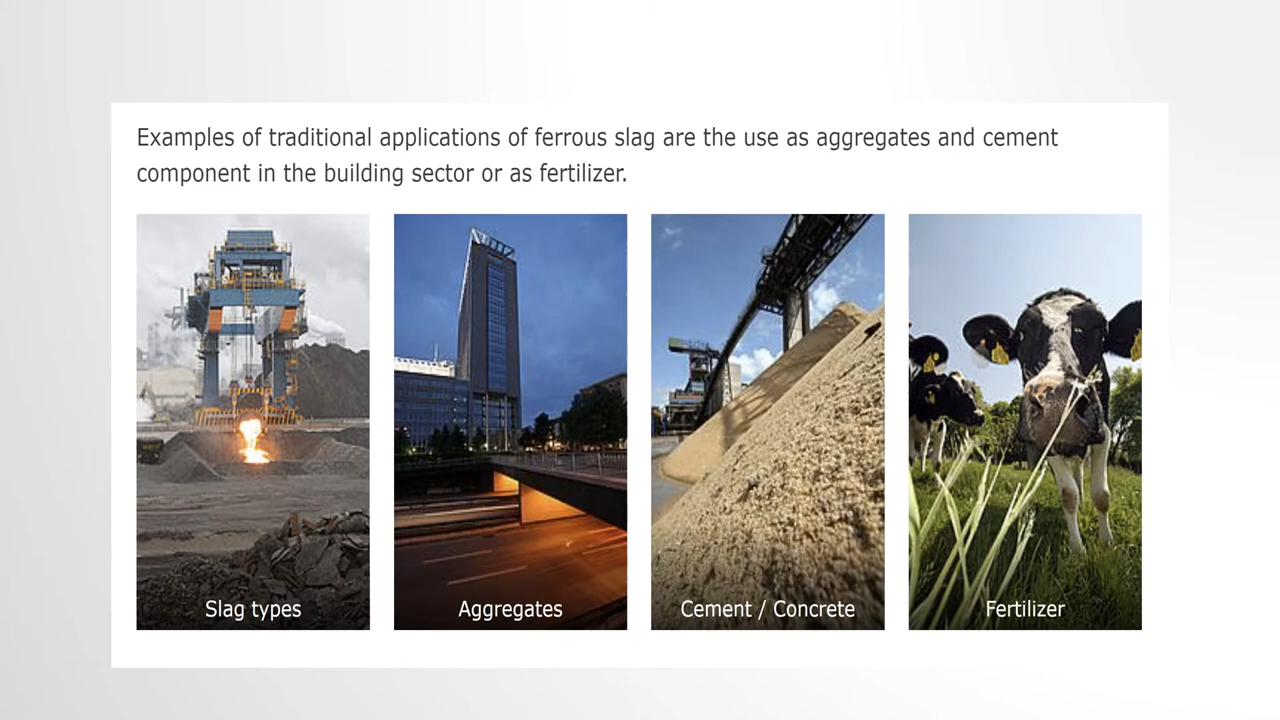 Examples of traditional applications of ferrous slag are the use as aggregates and cement
component in the building sector or as fertilizer.
Slag types
Aggregates
Cement / Concrete
Fertilizer